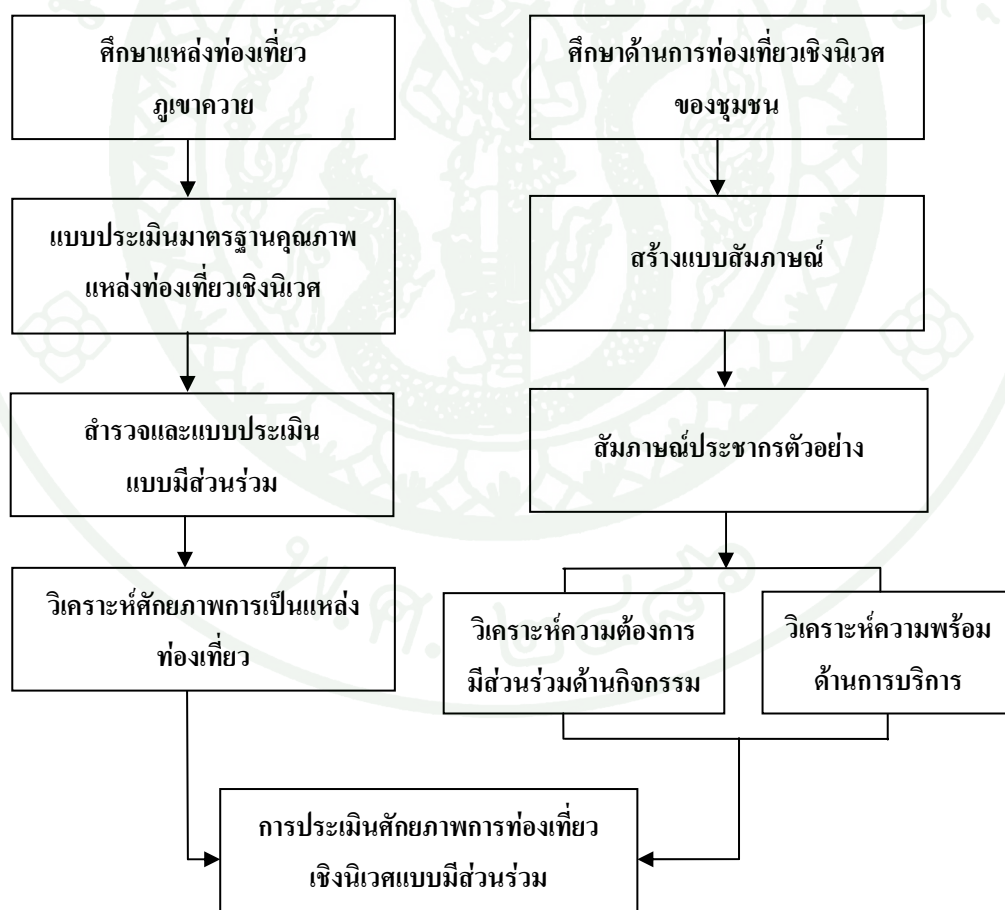 ศึกษาแหล่งท่องเที่ยว
ภูเขาควาย
ศึกษาด้านการท่องเที่ยวเชิงนิเวศ
ของชุมชน
แบบประเมินมาตรฐานคุณภาพ
แหล่งท่องเที่ยวเชิงนิเวศ
สร้างแบบสัมภาษณ์
สำรวจและแบบประเมิน
แบบมีส่วนร่วม
สัมภาษณ์ประชากรตัวอย่าง
วิเคราะห์ศักยภาพการเป็นแหล่ง
ท่องเที่ยว
วิเคราะห์ความต้องการ
มีส่วนร่วมด้านกิจกรรม
วิเคราะห์ความพร้อม
ด้านการบริการ
การประเมินศักยภาพการท่องเที่ยว
เชิงนิเวศแบบมีส่วนร่วม
พ.ศ. ๒๔๘๖